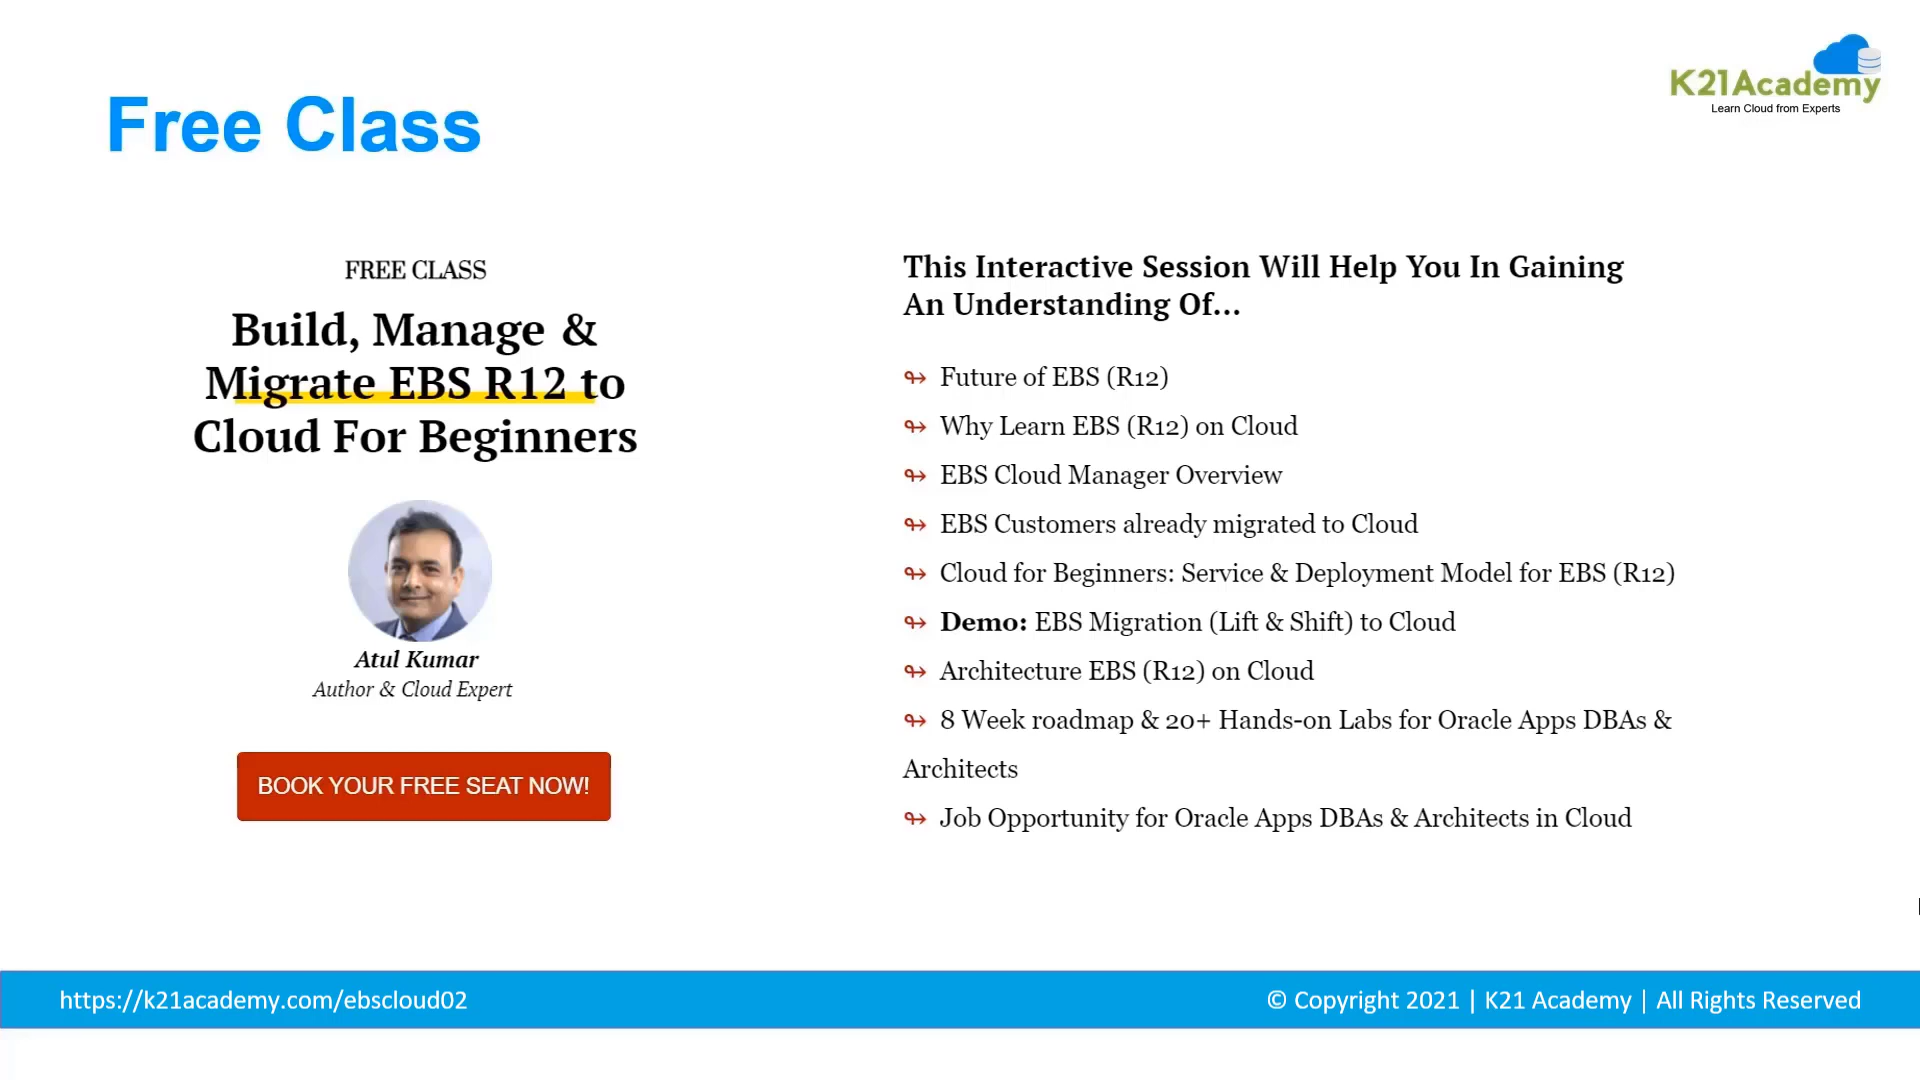 K21Academy
Learn Cloud from Experts
Free Class
FREE CLASS
Build, Manage &
Migrate EBS R12 to
Cloud For Beginners
Atul Kumar
Author & Cloud Expert
BOOK YOUR FREE SEAT NOW!
This Interactive Session Will Help You In Gaining
An Understanding Of...
Future of EBS (R12)
Why Learn EBS (R12) on Cloud
EBS Cloud Manager Overview
EBS Customers already migrated to Cloud
Cloud for Beginners: Service & Deployment Model for EBS (R12)
Demo: EBS Migration (Lift & Shift) to Cloud
Architecture EBS (R12) on Cloud
8 Week roadmap & 20+ Hands-on Labs for Oracle Apps DBAs &
Architects
Job Opportunity for Oracle Apps DBAs & Architects in Cloud
https://k21academy.com/ebscloud02
© Copyright 2021 | K21 Academy | All Rights Reserved